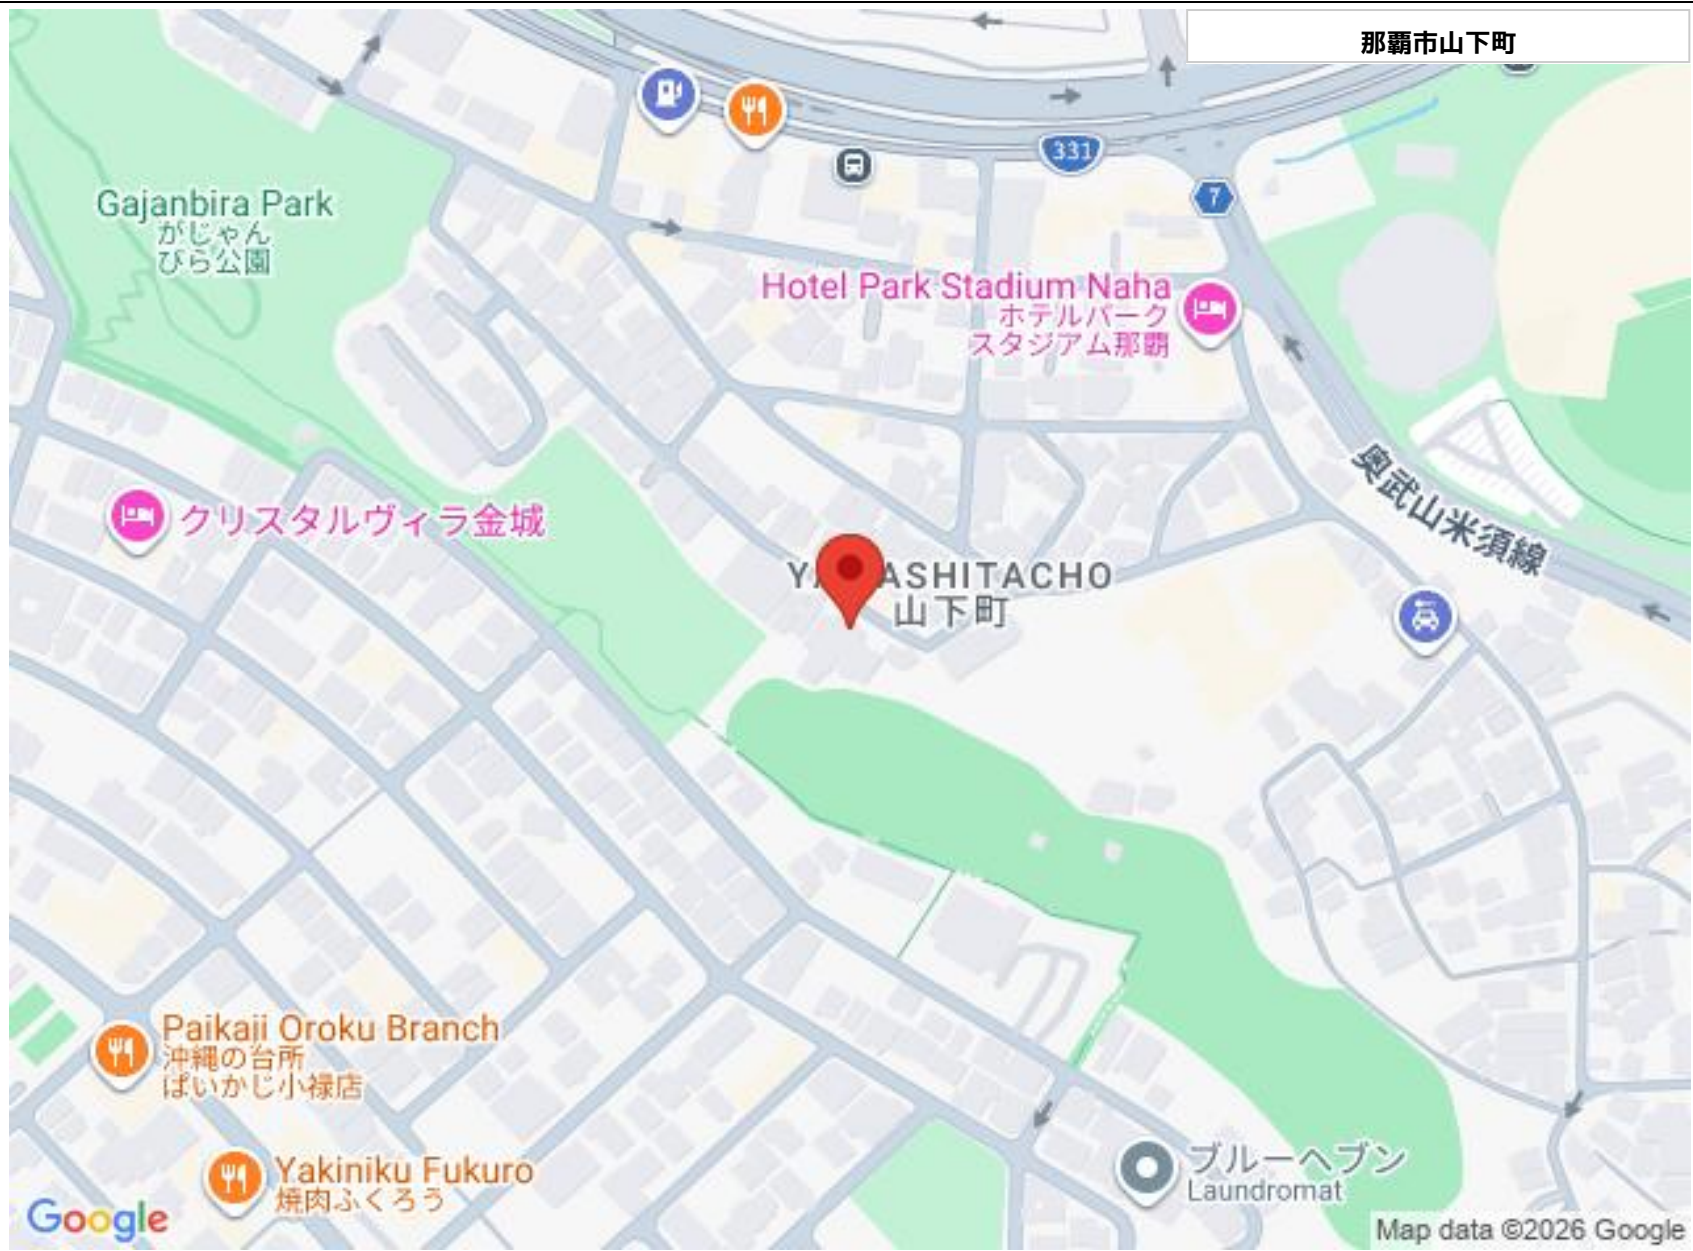 那覇市山下町
331
7
Gajanbira Park
がじゃん
びら公園
Hotel Park Stadium Naha
ホテルパーク
スタジアム那覇
奥武山米須線
クリスタルヴィラ金城
山下町
Paikaji Oroku Branch
沖縄の台所
ぱいかじ小禄店
Yakiniku Fukuro
焼肉ふくろう
ブルーヘブン
Laundromat
Google
Map data ©2026 Google